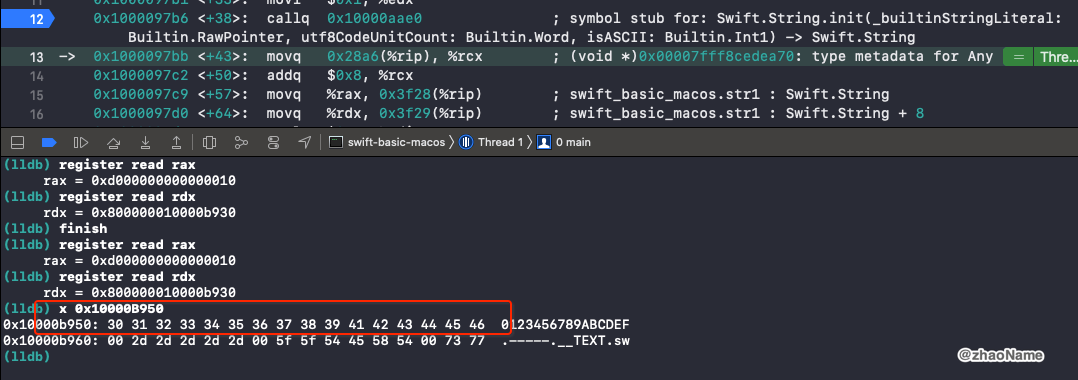 12 0x1000097b6 <+38>: callq 0x10000aae0 ; symbol stub for: Swift.String.init(_builtinStringLiteral:
Builtin.RawPointer, utf8CodeUnitCount: Builtin.Word, isASCII: Builtin.Int1) -> Swift.String
13 -> 0x1000097bb <+43>: movq 0x28a6(%rip), %rcx ; (void *)0x00007fff8cedea70: type metadata for Any = Thre...
14 0x1000097c2 <+50>: addq $0x8, %rcx
15 0x1000097c9 <+57>: movq %rax, 0x3f28(%rip) ; swift_basic_macos.str1 : Swift.String
16 0x1000097d0 <+64>: movq %rdx, 0x3f29(%rip) ; swift_basic_macos.str1 : Swift.String + 8
swift-basic-macos Thread 1 0 main
(lldb) register read rax
rax = 0xd000000000000010
(lldb) register read rdx
rdx = 0x800000010000b930
(lldb) finish
(lldb) register read rax
rax = 0xd000000000000010
(lldb) register read rdx
rdx = 0x800000010000b930
(lldb) x 0x10000B950
0x10000b950: 30 31 32 33 34 35 36 37 38 39 41 42 43 44 45 46 0123456789ABCDEF
0x10000b960: 00 2d 2d 2d 2d 2d 00 5f 5f 54 45 58 54 00 73 77 .-----.__TEXT.sw
(lldb)
@zhaoName